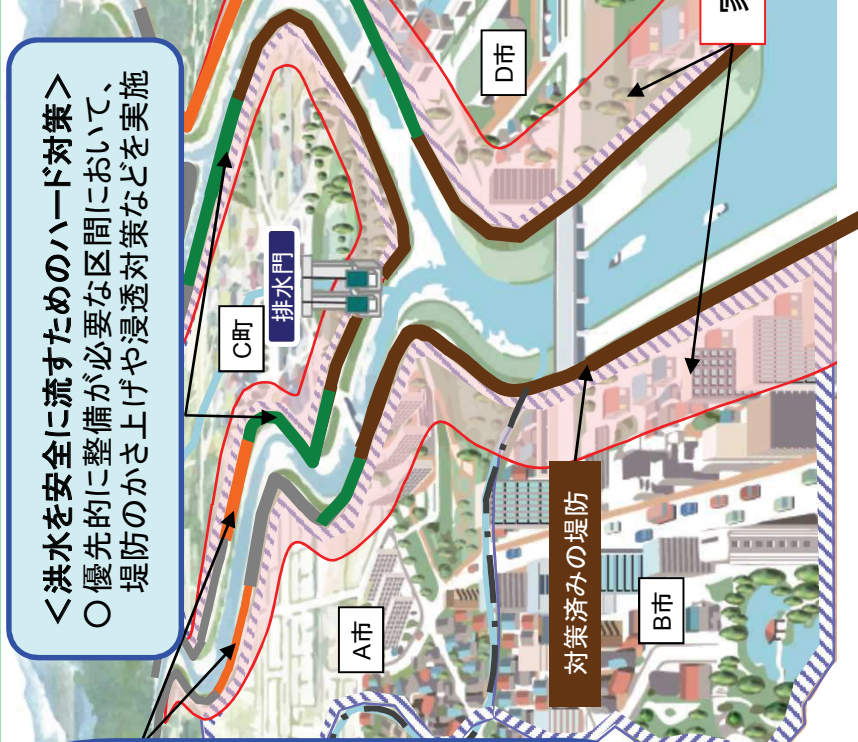 <洪水を安全に流すためのハード対策>
○優先的に整備が必要な区間において、
堤防のかさ上げや浸透対策などを実施
D市
C町
排水門
A市
対策済みの堤防
B市